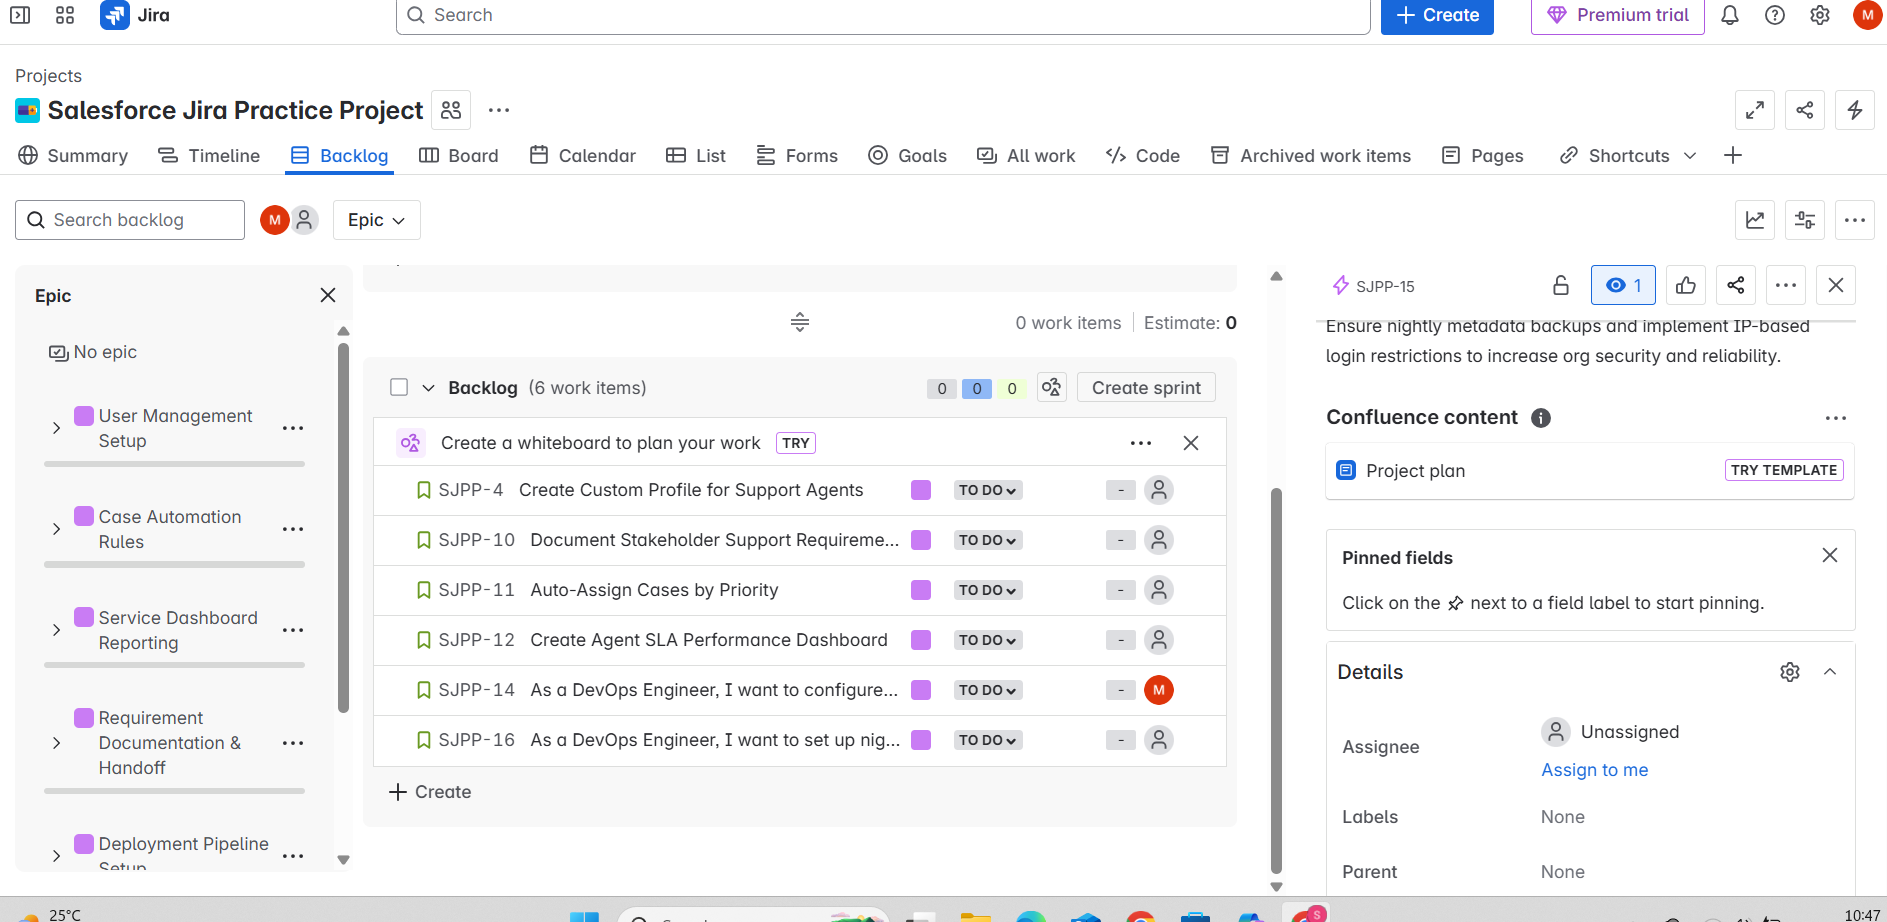 Jira
Search
Create
Premium trial
M
Projects
Salesforce Jira Practice Project
Summary
Timeline
Backlog
Board
Calendar
List
Forms
Goals
All work
Code
Archived work items
Pages
Shortcuts
Search backlog
M
Epic
Epic
No epic
User Management
Setup
Case Automation
Rules
Service Dashboard
Reporting
Requirement
Documentation &
Handoff
Deployment Pipeline
Setup
0 work items
Estimate: 0
Backlog (6 work items)
0 0 0
Create sprint
Create a whiteboard to plan your work TRY
SJPP-4 Create Custom Profile for Support Agents TO DO -
SJPP-10 Document Stakeholder Support Requireme... TO DO -
SJPP-11 Auto-Assign Cases by Priority TO DO -
SJPP-12 Create Agent SLA Performance Dashboard TO DO -
SJPP-14 As a DevOps Engineer, I want to configure... TO DO - M
SJPP-16 As a DevOps Engineer, I want to set up nig... TO DO -
Create
SJPP-15
1
Ensure nightly metadata backups and implement IP-based
login restrictions to increase org security and reliability.
Confluence content
Project plan
TRY TEMPLATE
Pinned fields
Click on the next to a field label to start pinning.
Details
Assignee
Unassigned
Assign to me
Labels
None
Parent
None
25°C
S
10:47